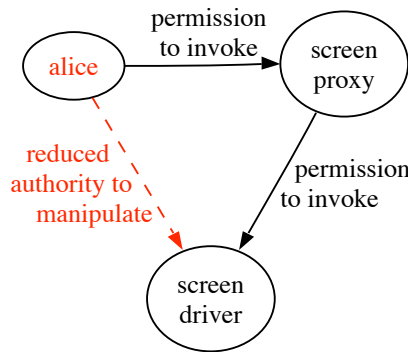 permission
to invoke
alice
screen
proxy
reduced
authority to
manipulate
permission
to invoke
screen
driver